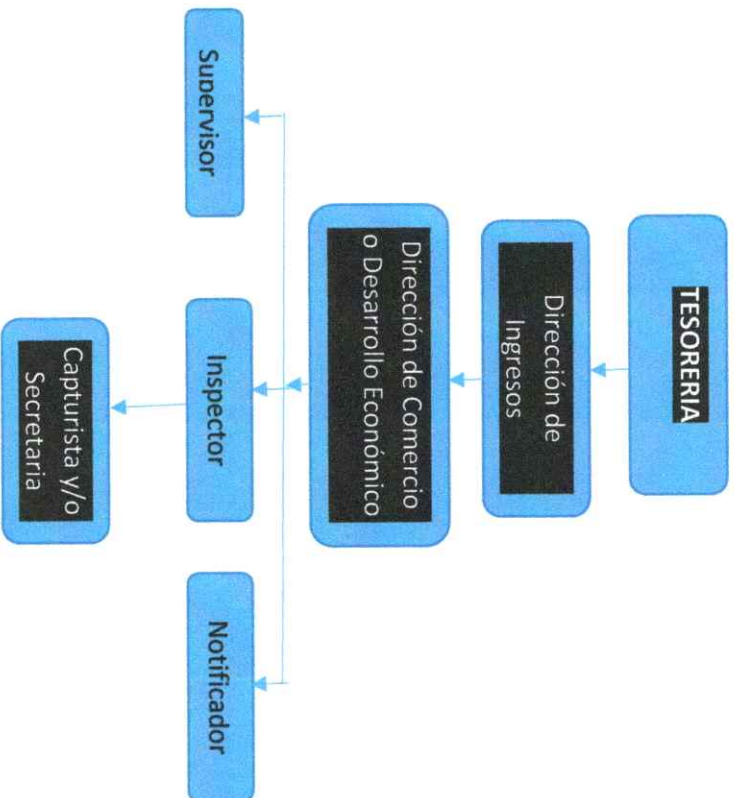 TESORERIA
Dirección de
Ingresos
Dirección de Comercio
o Desarrollo Económico
Supervisor
Inspector
Notificador
Capturista y/o
Secretaria